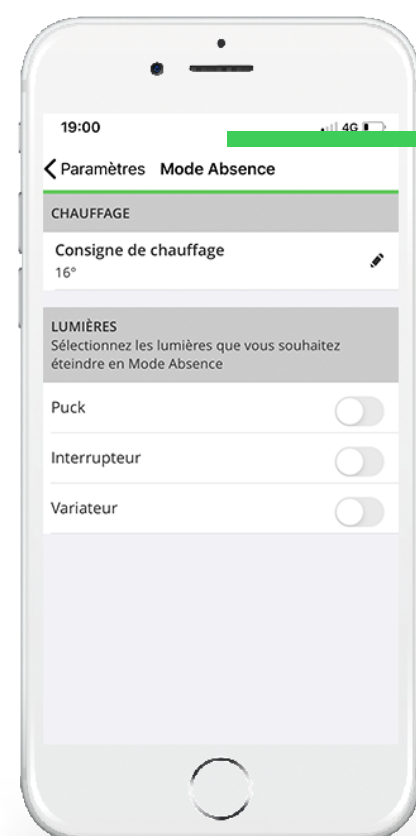 19:00 4G
Paramètres Mode Absence
CHAUFFAGE
Consigne de chauffage
16°
LUMIÈRES
Sélectionnez les lumières que vous souhaitez
éteindre en Mode Absence
Puck
Interrupteur
Variateur